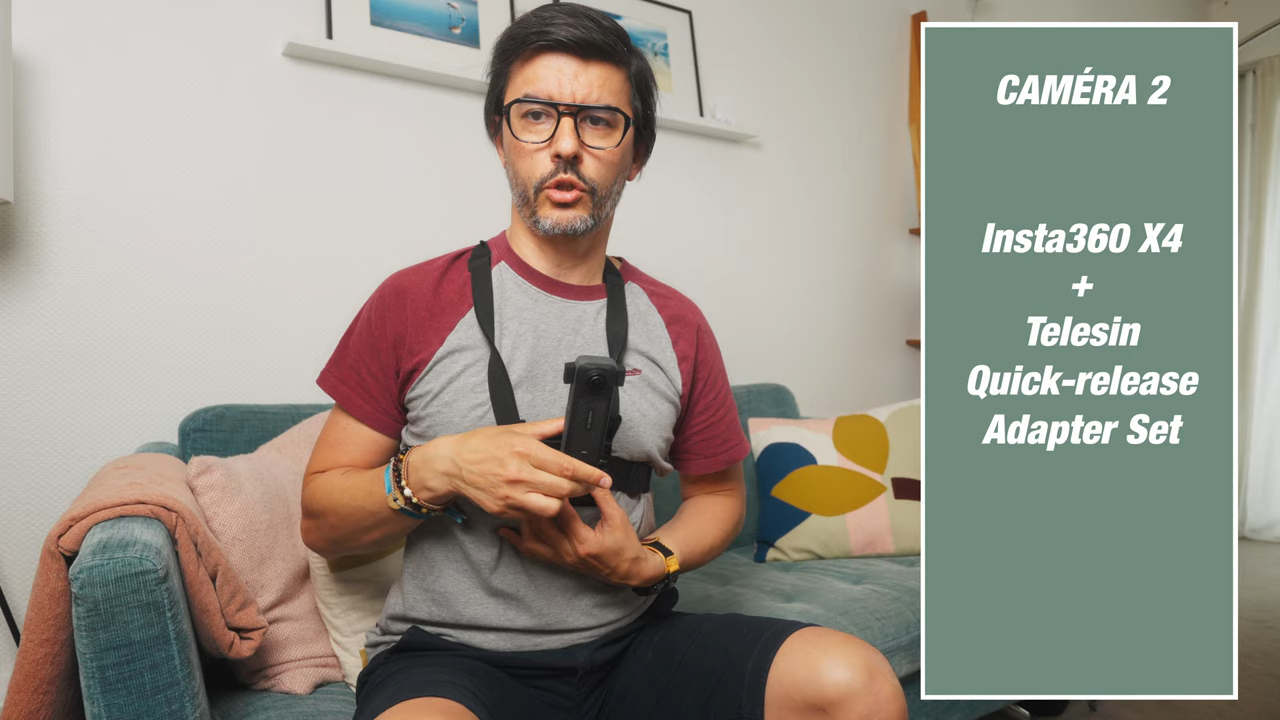 CAMÉRA 2
Insta360 X4
+
Telesin
Quick-release
Adapter Set